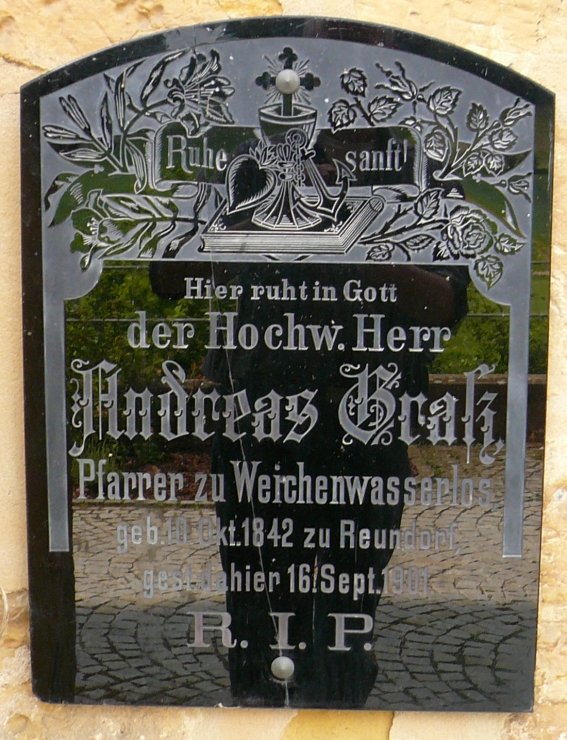 Ruhe sanft!
Hier ruht in Gott
der Hochw. Herr
Andreas
Pfarrer zu Weichenwasserlos
geb. 10. Okt. 1842 zu Reundorf,
gest. dahier 16. Sept. 1901.
R. I. P.